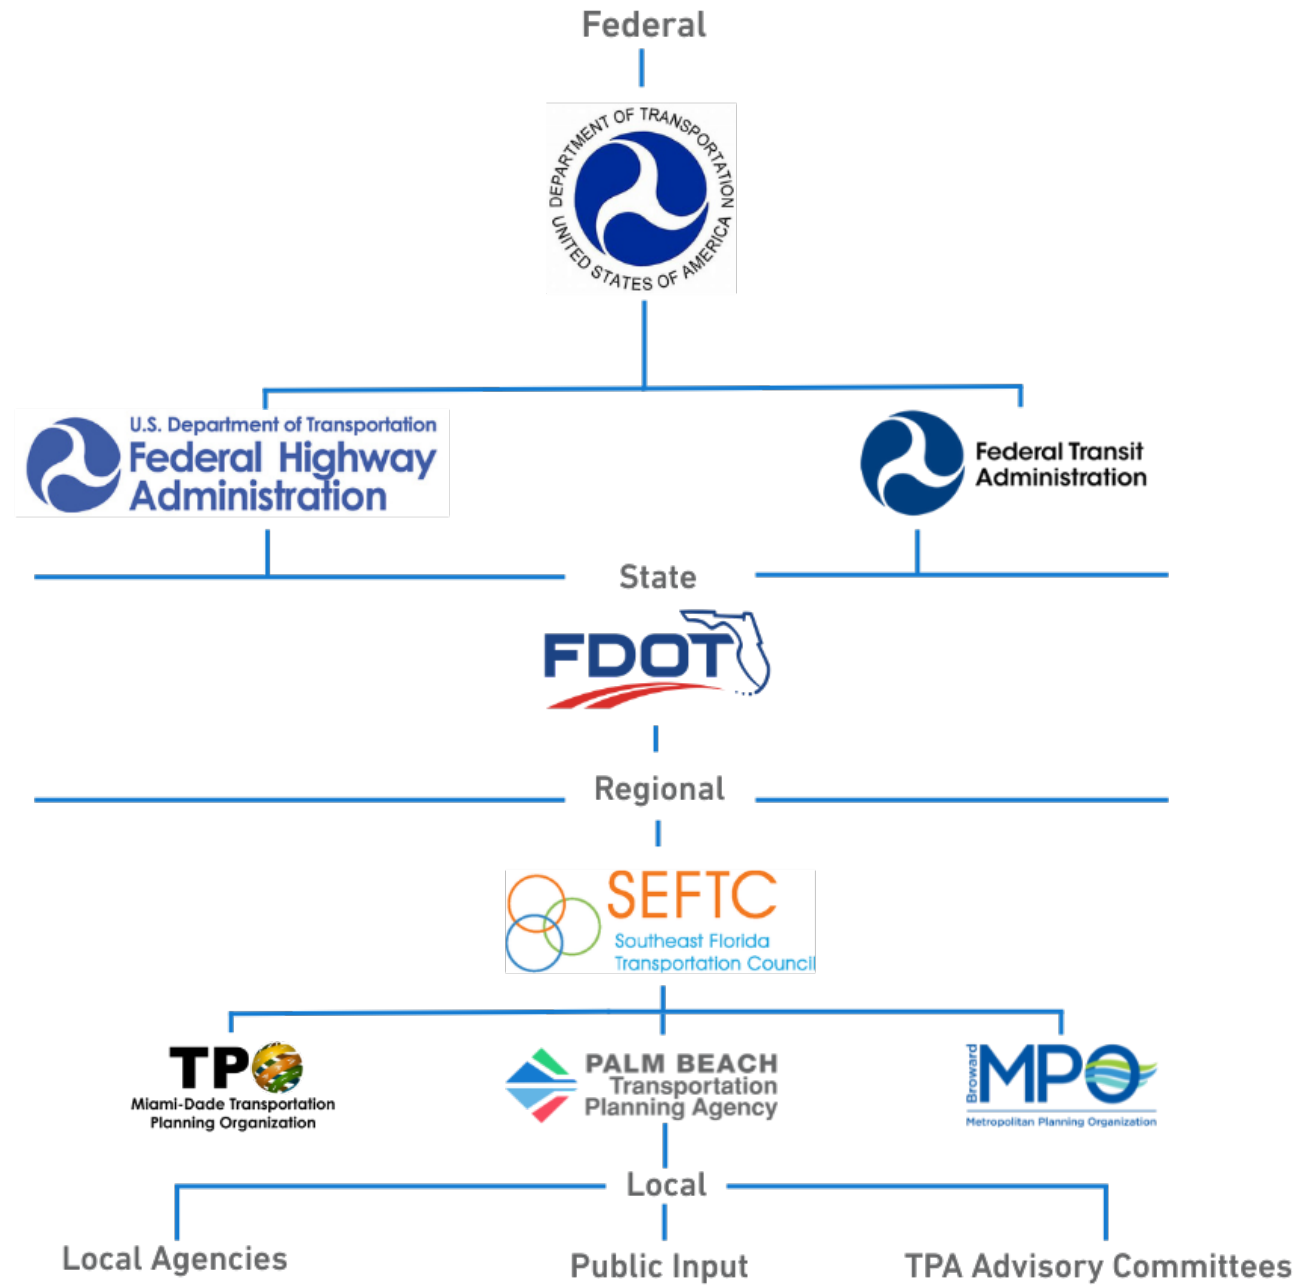 Federal
DEPARTMENT OF TRANSPORTATION
UNITED STATES OF AMERICA
U.S. Department of Transportation
Federal Highway
Administration
Federal Transit
Administration
State
FDOT
Regional
SEFTC
Southeast Florida
Transportation Council
TPO
Miami-Dade Transportation
Planning Organization
PALM BEACH
Transportation
Planning Agency
Broward
MPO
Metropolitan Planning Organization
Local
Local Agencies
Public Input
TPA Advisory Committees